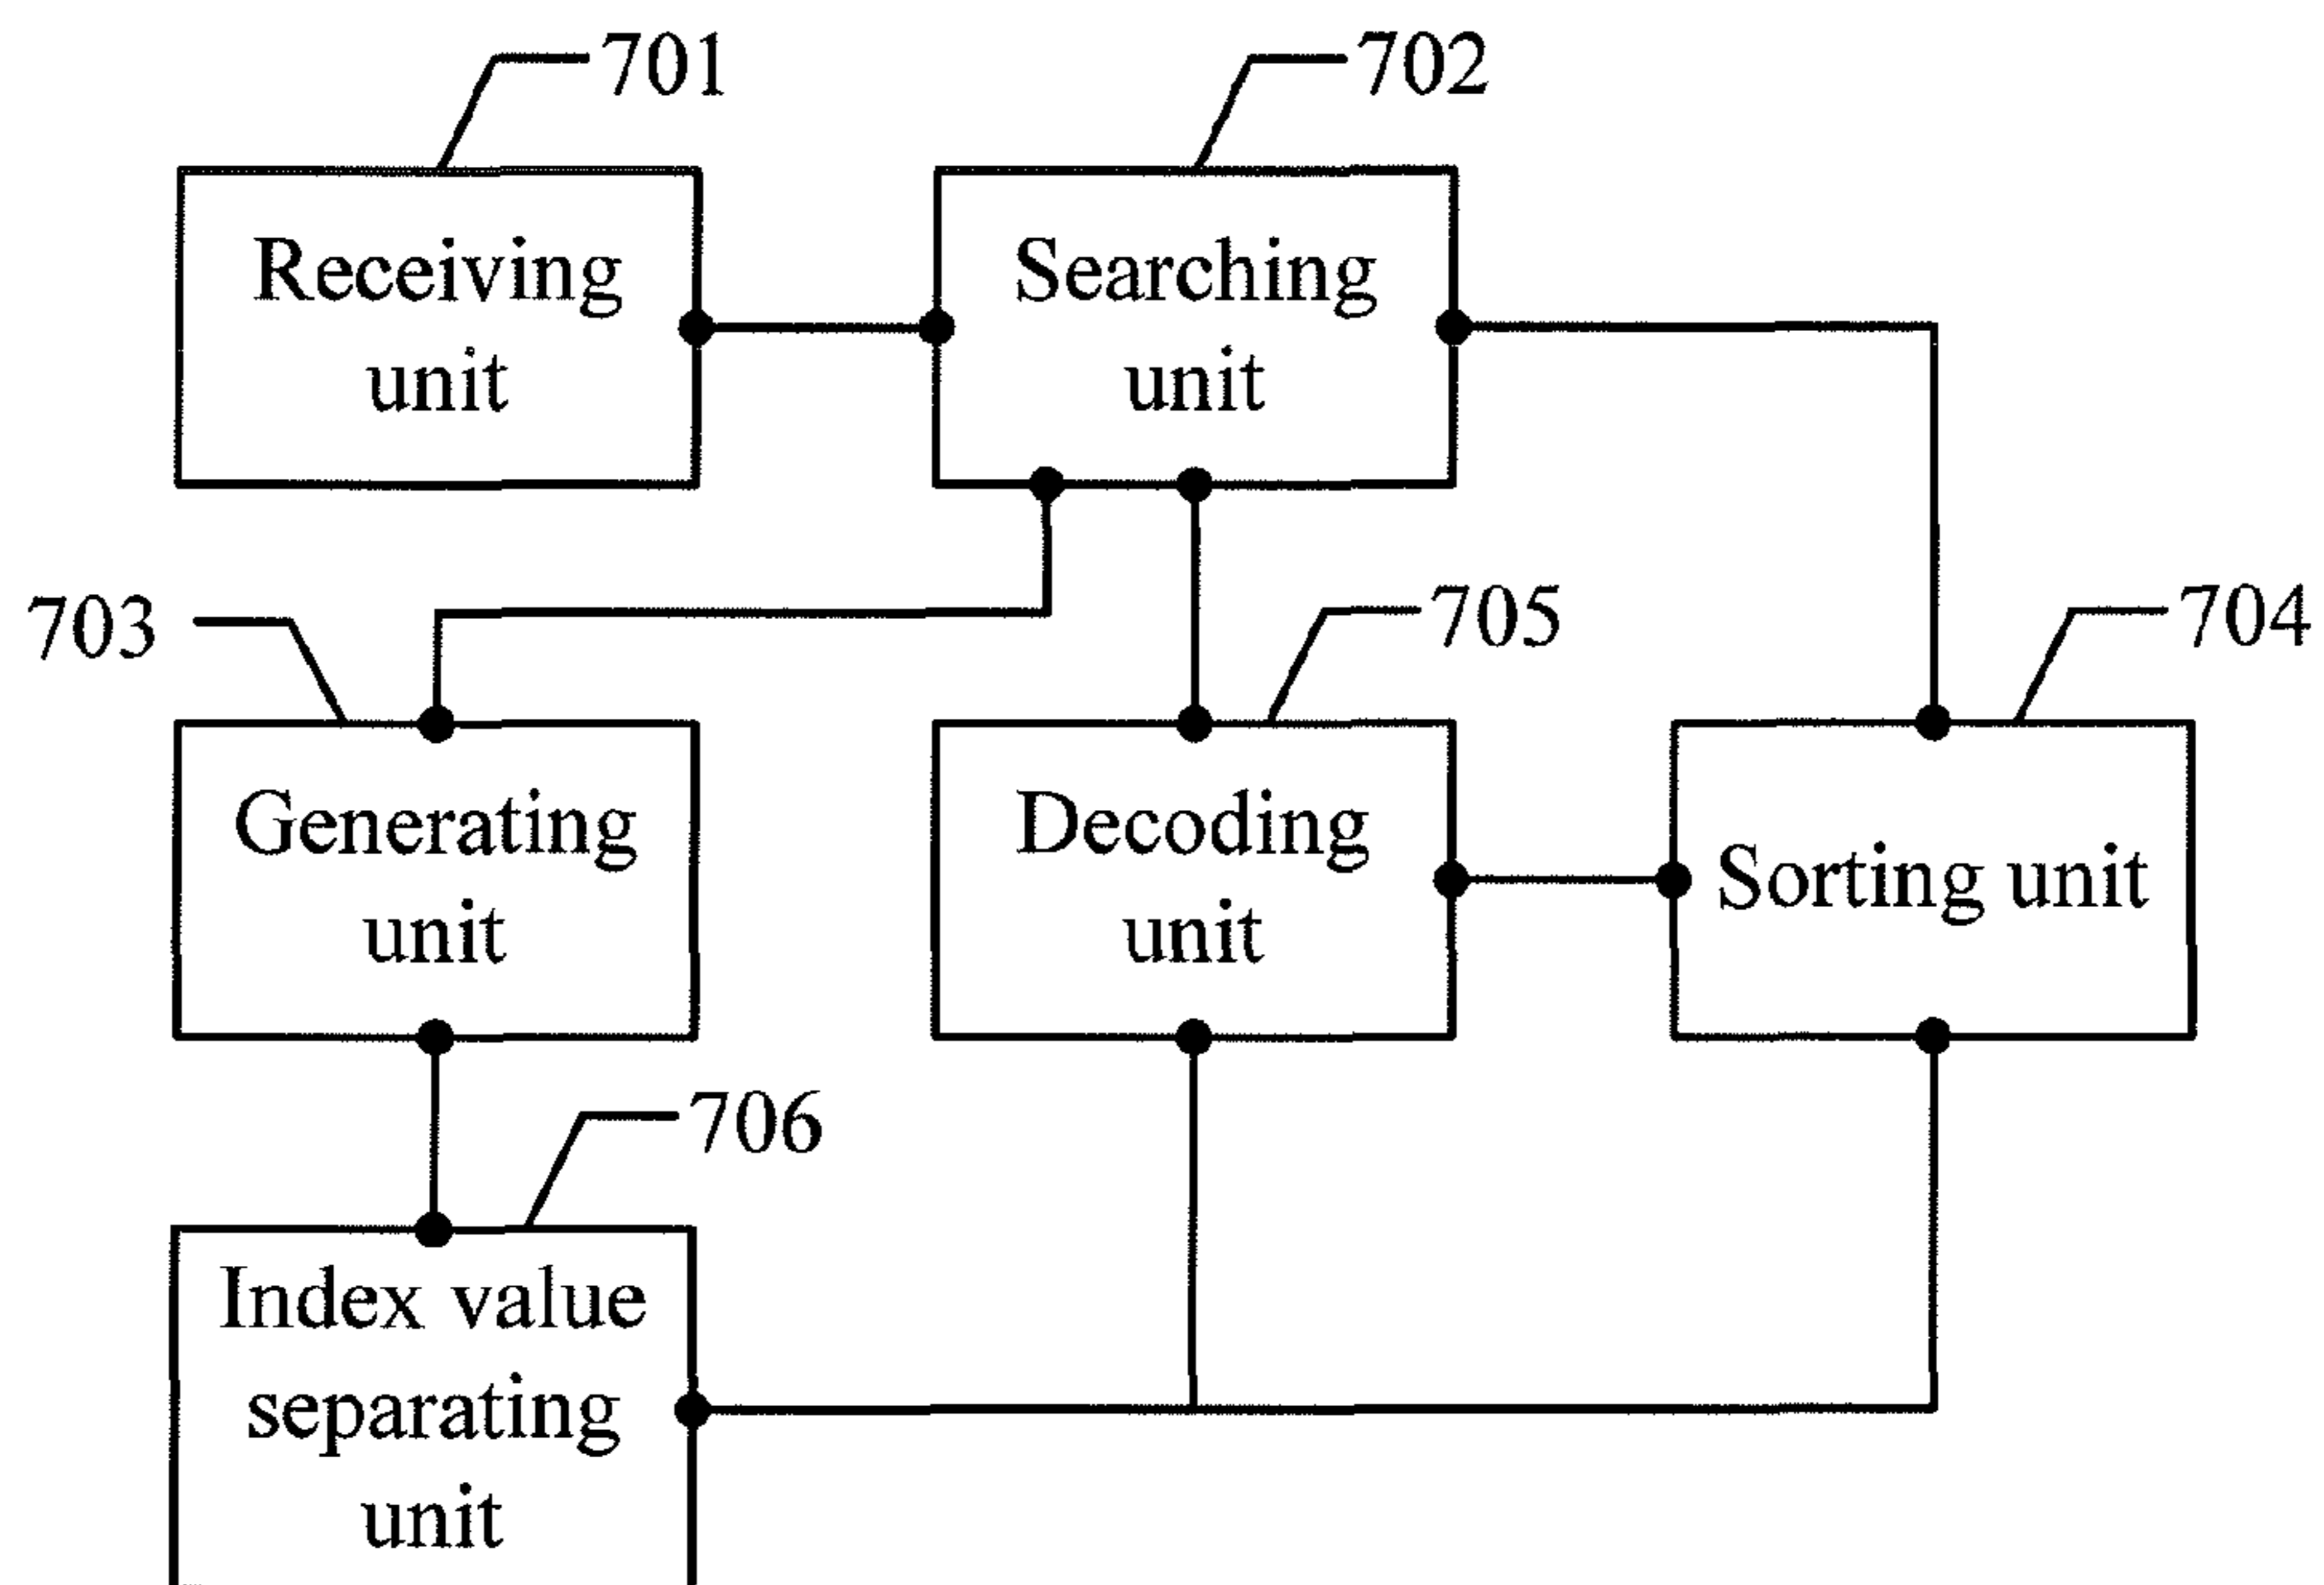 701
702
Receiving
unit
Searching
unit
703
705
704
Generating
unit
Decoding
unit
Sorting unit
706
Index value
separating
unit